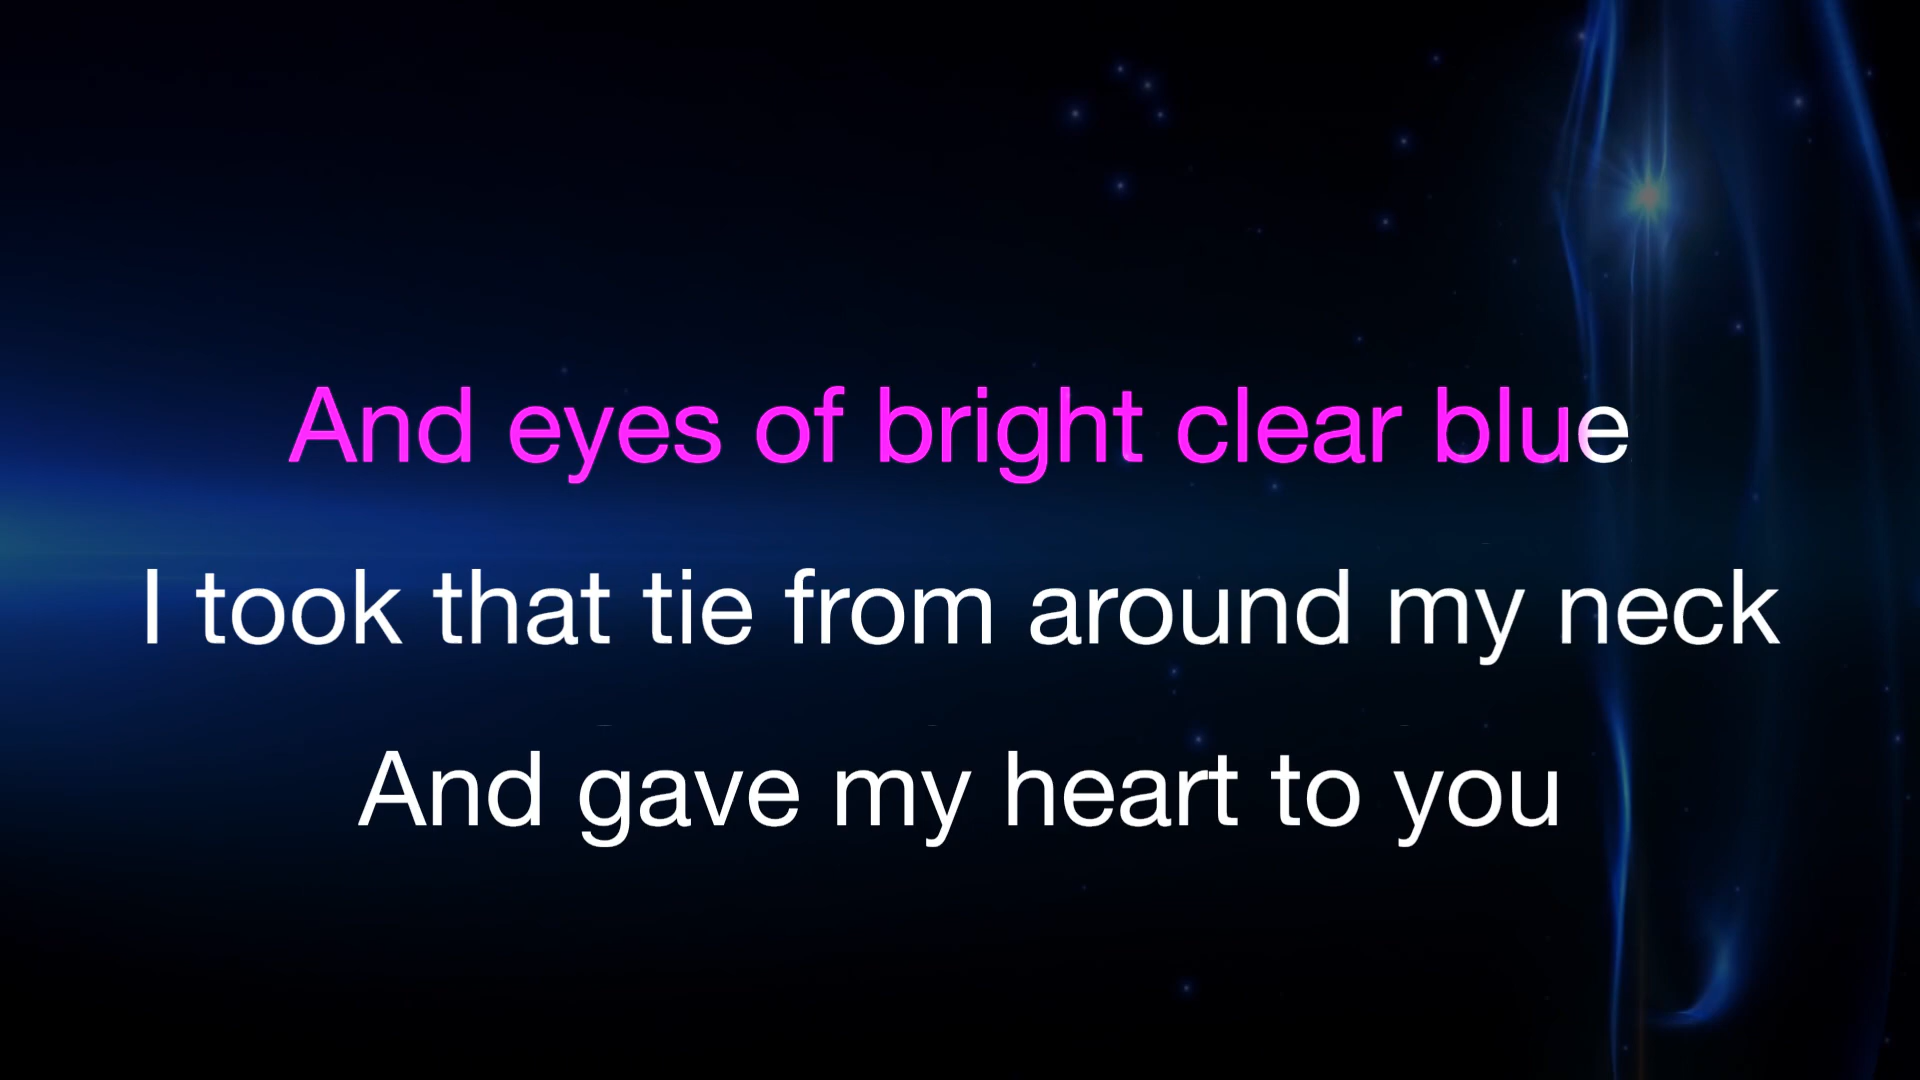 And eyes of bright clear blue
I took that tie from around my neck
And gave my heart to you